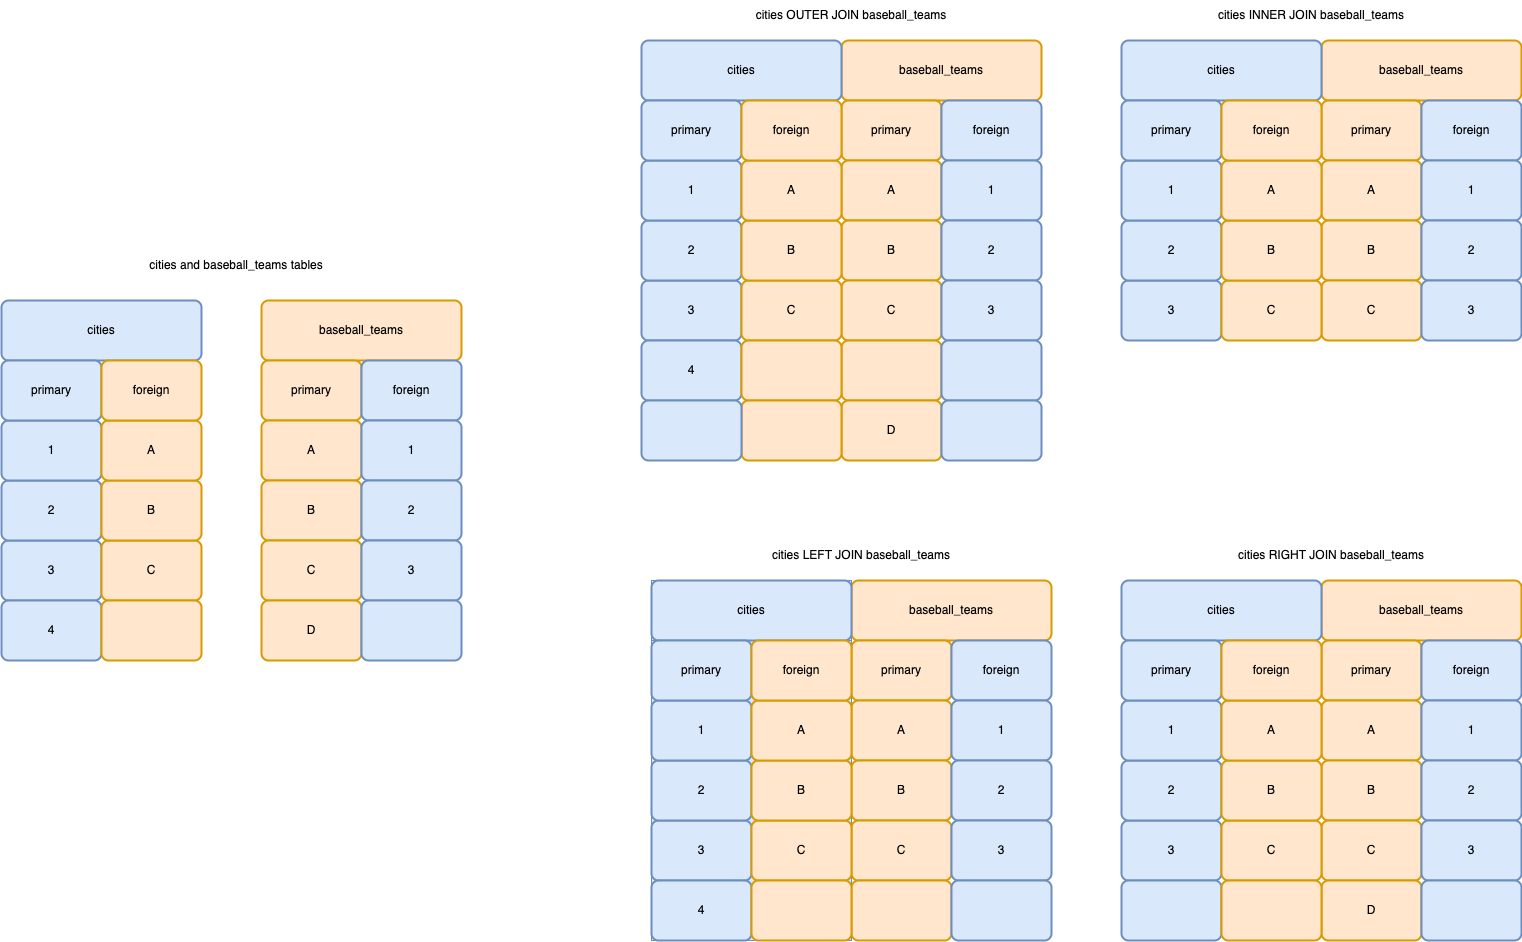 cities and baseball_teams tables
cities baseball_teams
primary foreign primary foreign
1 A A 1
2 B B 2
3 C C 3
4 D
cities OUTER JOIN baseball_teams
cities baseball_teams
primary foreign primary foreign
1 A A 1
2 B B 2
3 C C 3
4
D
cities INNER JOIN baseball_teams
cities baseball_teams
primary foreign primary foreign
1 A A 1
2 B B 2
3 C C 3
cities LEFT JOIN baseball_teams
cities baseball_teams
primary foreign primary foreign
1 A A 1
2 B B 2
3 C C 3
4
cities RIGHT JOIN baseball_teams
cities baseball_teams
primary foreign primary foreign
1 A A 1
2 B B 2
3 C C 3
D